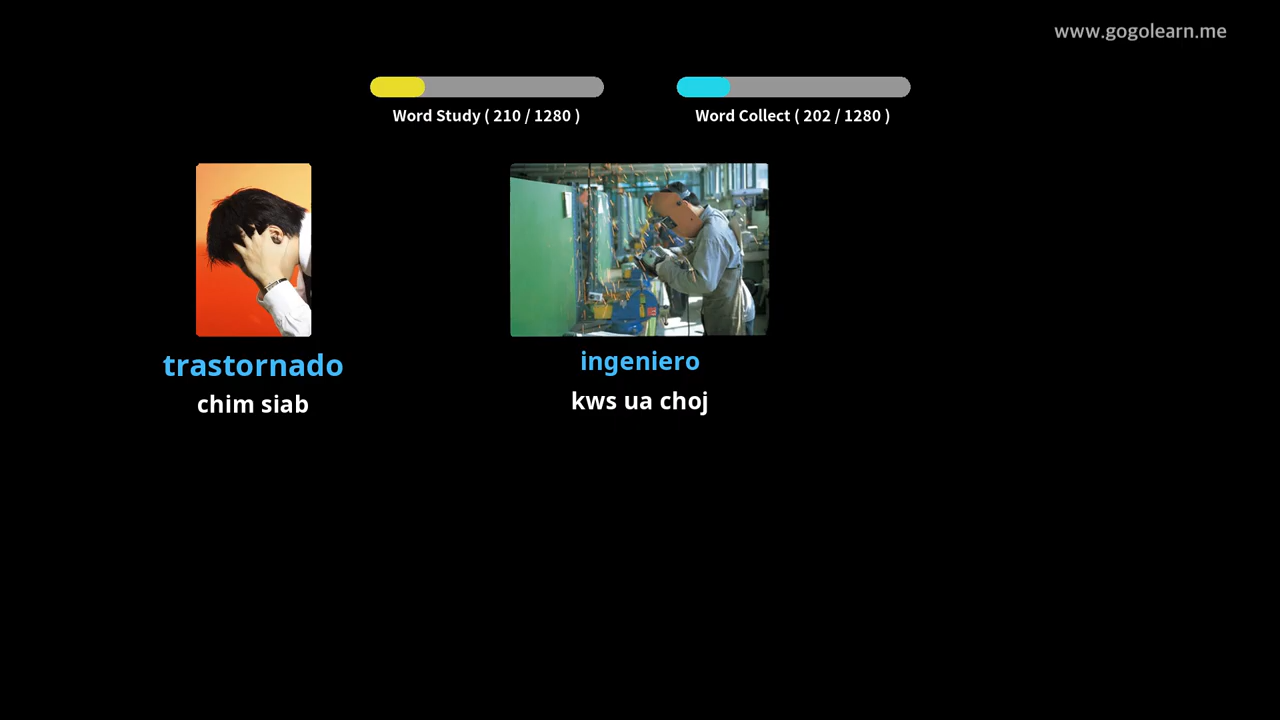 www.gogolearn.me
Word Study ( 210 / 1280 )
Word Collect ( 202 / 1280 )
trastornado
chim siab
ingeniero
kws ua choj